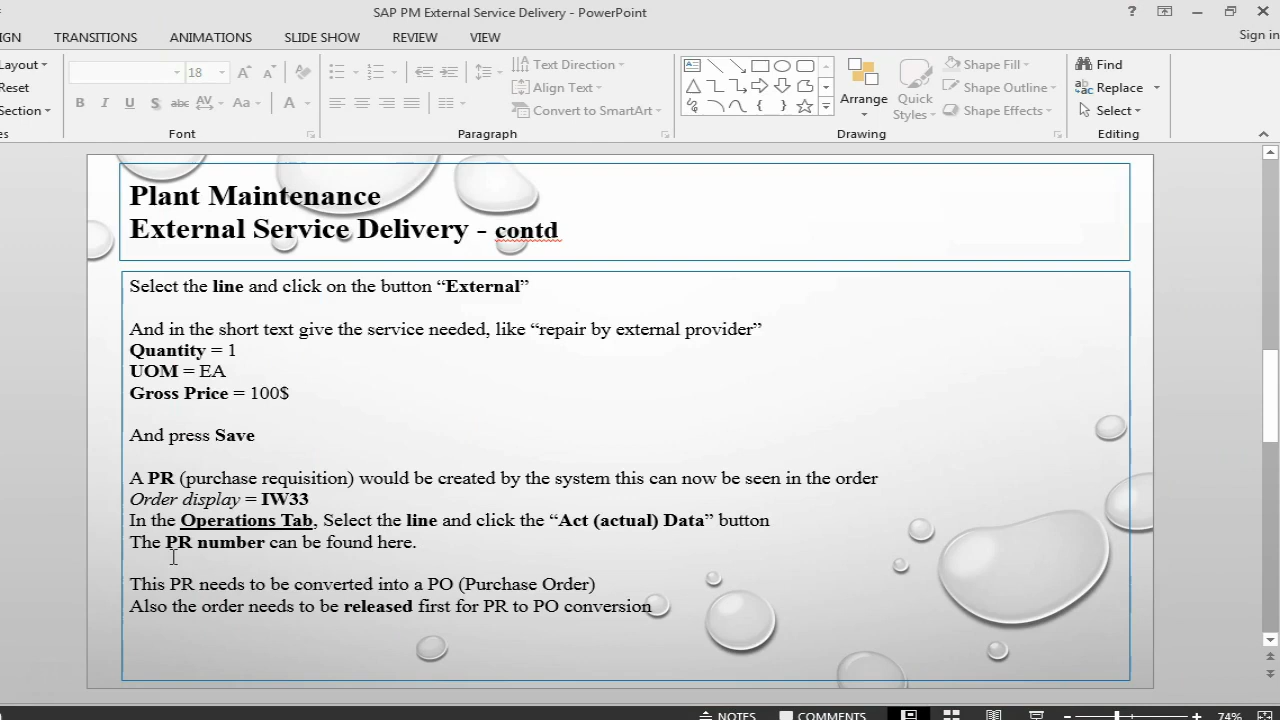 SAP PM External Service Delivery - PowerPoint
?
Sign in
IGN TRANSITIONS ANIMATIONS SLIDE SHOW REVIEW VIEW
Layout
Reset
Section
18
B I U S abc AV Aa A
Text Direction
Align Text
Convert to SmartArt
Arrange
Quick Styles
Shape Fill
Shape Outline
Shape Effects
Find
Replace
Select
es Font Paragraph Drawing Editing
Plant Maintenance
External Service Delivery - contd
Select the line and click on the button “External”
And in the short text give the service needed, like “repair by external provider”
Quantity = 1
UOM = EA
Gross Price = 100$
And press Save
A PR (purchase requisition) would be created by the system this can now be seen in the order
Order display = IW33
In the Operations Tab, Select the line and click the “Act (actual) Data” button
The PR number can be found here.
This PR needs to be converted into a PO (Purchase Order)
Also the order needs to be released first for PR to PO conversion
NOTES COMMENTS 74%